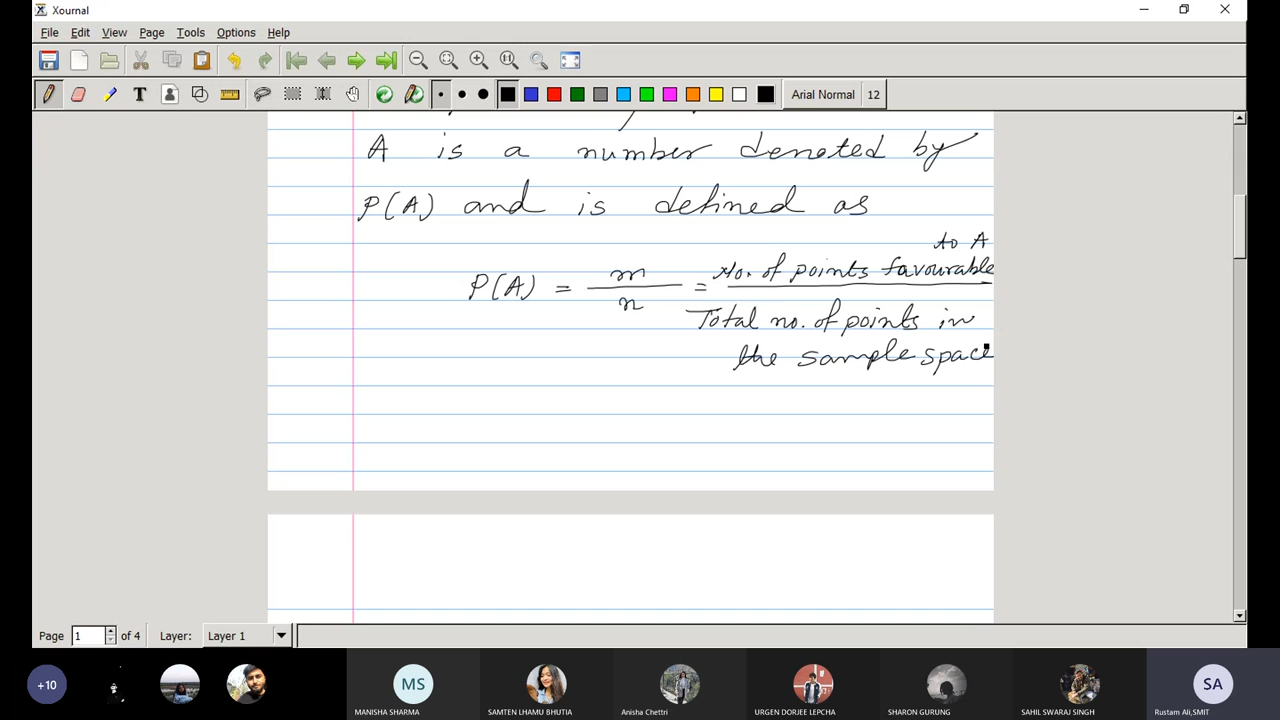 Xournal
File Edit View Page Tools Options Help
T Arial Normal 12
A is a number denoted by
P(A) and is defined as
to A
P(A) = m/n = No. of points favourable
Total no. of points in
the sample space
Page 1 of 4 Layer: Layer 1
+10 MS SA
MANISHA SHARMA SAMTEN LHAMU BHUTIA Anisha Chettri URGEN DORJEE LEPCHA SHARON GURUNG SAHIL SWARAJ SINGH Rustam Ali,SMIT